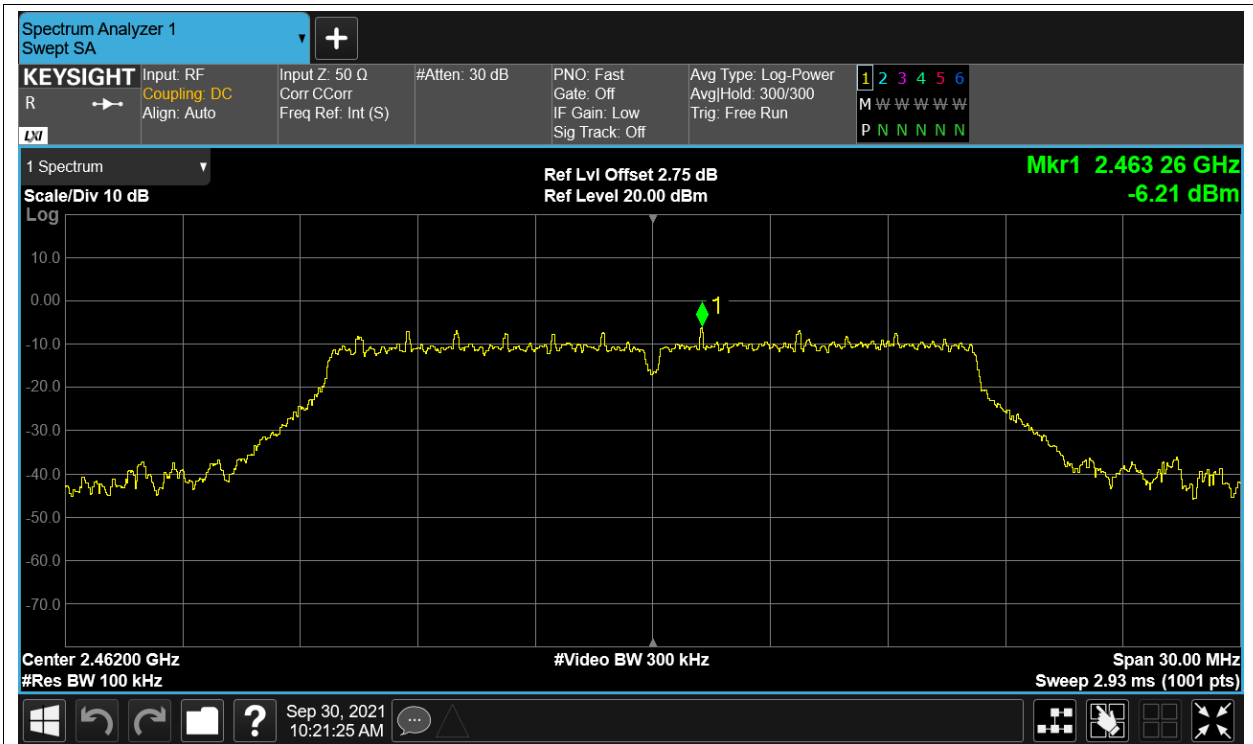 Spectrum Analyzer 1
Swept SA
▼
+
KEYSIGHT
R
LXI
Input: RF
Coupling: DC
Align: Auto
Input Z: 50 Ω
Corr CCorr
Freq Ref: Int (S)
#Atten: 30 dB
PNO: Fast
Gate: Off
IF Gain: Low
Sig Track: Off
Avg Type: Log-Power
Avg|Hold: 300/300
Trig: Free Run
1 2 3 4 5 6
M W W W W W
P N N N N N
1 Spectrum ▼
Scale/Div 10 dB
Log
Ref Lvl Offset 2.75 dB
Ref Level 20.00 dBm
Mkr1 2.463 26 GHz
-6.21 dBm
10.0
0.00
1
-10.0
-20.0
-30.0
-40.0
-50.0
-60.0
-70.0
Center 2.46200 GHz
#Video BW 300 kHz
Span 30.00 MHz
#Res BW 100 kHz
Sweep 2.93 ms (1001 pts)
?
Sep 30, 2021
10:21:25 AM